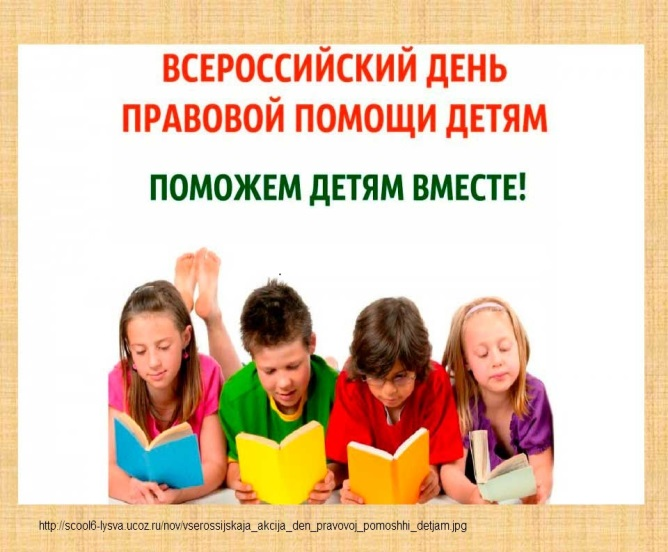 ВСЕРОССИЙСКИЙ ДЕНЬ
ПРАВОВОЙ ПОМОЩИ ДЕТЯМ
ПОМОЖЕМ ДЕТЯМ ВМЕСТЕ!
http://scool6-lysva.ucoz.ru/nov/vserossijskaja_akcija_den_pravovoj_pomoshhi_detjam.jpg